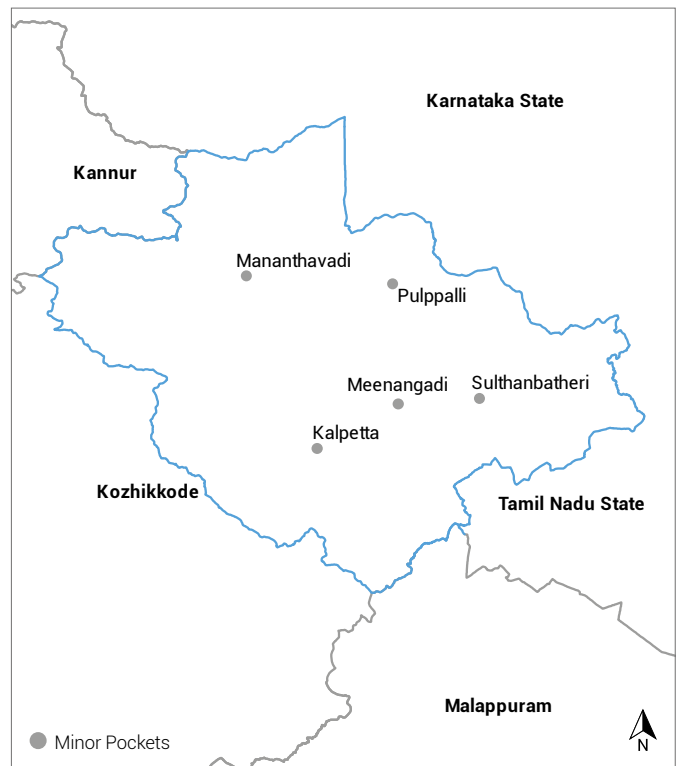 Karnataka State
Kannur
Mananthavadi
Pulppalli
Meenangadi
Sulthanbatheri
Kalpetta
Kozhikkode
Tamil Nadu State
Malappuram
Minor Pockets
N